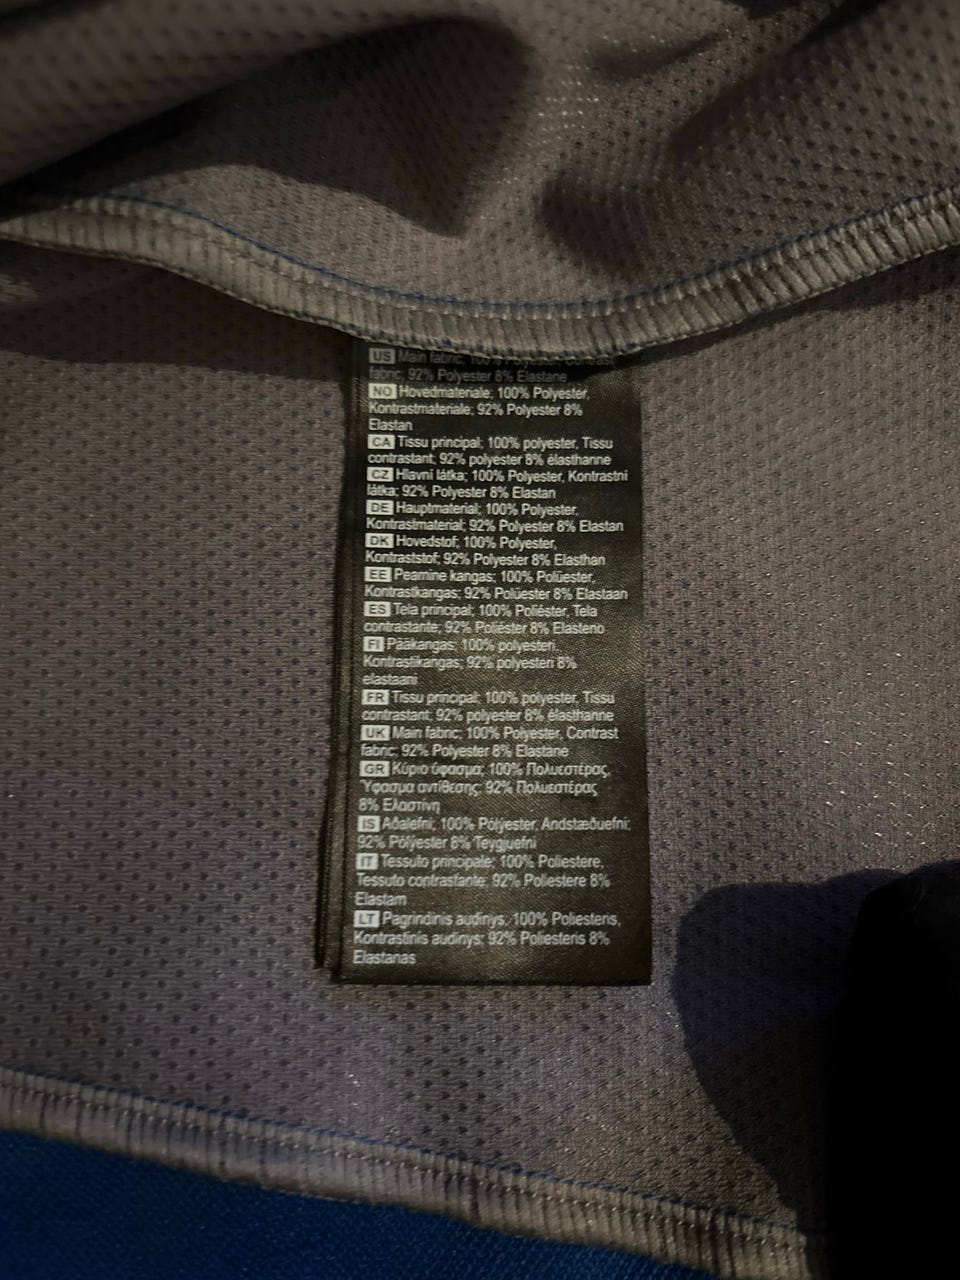 US Main fabric; 100% Polyester, Contrast
fabric; 92% Polyester 8% Elastane
NO Hovedmateriale; 100% Polyester,
Kontrastmateriale; 92% Polyester 8%
Elastan
CA Tissu principal; 100% polyester, Tissu
contrastant; 92% polyester 8% élasthanne
CZ Hlavní látka; 100% Polyester, Kontrastní
látka; 92% Polyester 8% Elastan
DE Hauptmaterial; 100% Polyester,
Kontrastmaterial; 92% Polyester 8% Elastan
DK Hovedstof; 100% Polyester,
Kontraststof; 92% Polyester 8% Elasthan
EE Peamine kangas; 100% Polüester,
Kontrastkangas; 92% Polüester 8% Elastaan
ES Tela principal; 100% Poliéster, Tela
contrastante; 92% Poliéster 8% Elasteno
FI Pääkangas; 100% polyesteri,
Kontrastikangas; 92% polyesteri 8%
elastaani
FR Tissu principal; 100% polyester, Tissu
contrastant; 92% polyester 8% élasthanne
UK Main fabric; 100% Polyester, Contrast
fabric; 92% Polyester 8% Elastane
GR Κύριο ύφασμα; 100% Πολυεστέρας,
Ύφασμα αντίθεσης; 92% Πολυεστέρας
8% Ελαστίνη
IS Aðalefni; 100% Pólýester, Andstæðuefni;
92% Pólýester 8% Teygjuefni
IT Tessuto principale; 100% Poliestere,
Tessuto contrastante; 92% Poliestere 8%
Elastam
LT Pagrindinis audinys; 100% Poliesteris,
Kontrastinis audinys; 92% Poliesteris 8%
Elastanas